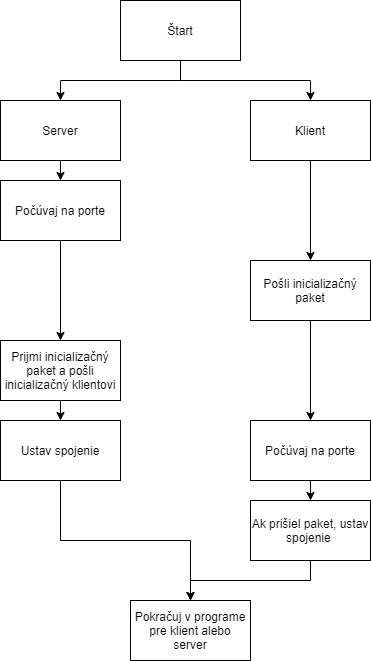 Štart
Server
Klient
Počúvaj na porte
Pošli inicializačný
paket
Prijmi inicializačný
paket a pošli
inicializačný klientovi
Ustav spojenie
Počúvaj na porte
Ak prišiel paket, ustav
spojenie
Pokračuj v programe
pre klient alebo
server